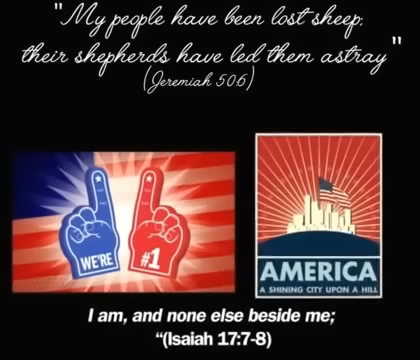 "My people have been lost sheep:
their shepherds have led them astray"
(Jeremiah 50:6)
WE'RE #1
AMERICA
A SHINING CITY UPON A HILL
I am, and none else beside me;
"(Isaiah 17:7-8)